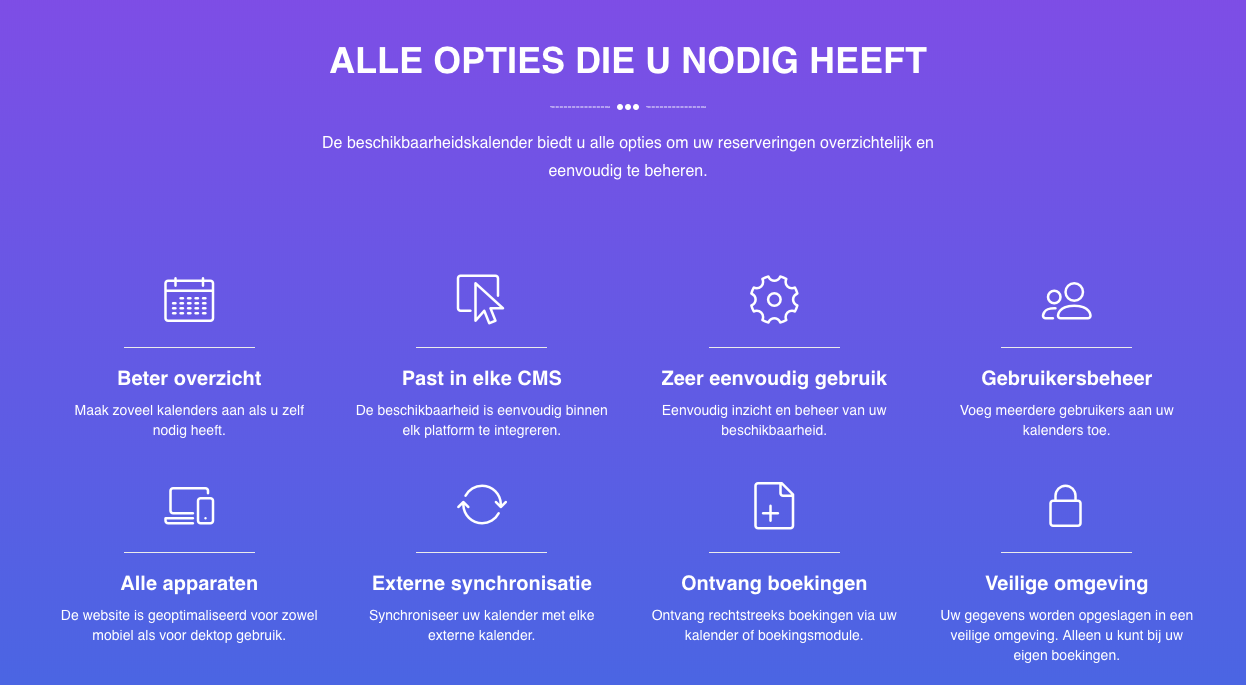 ALLE OPTIES DIE U NODIG HEEFT
De beschikbaarheidskalender biedt u alle opties om uw reserveringen overzichtelijk en
eenvoudig te beheren.
Beter overzicht
Maak zoveel kalenders aan als u zelf
nodig heeft.
Past in elke CMS
De beschikbaarheid is eenvoudig binnen
elk platform te integreren.
Zeer eenvoudig gebruik
Eenvoudig inzicht en beheer van uw
beschikbaarheid.
Gebruikersbeheer
Voeg meerdere gebruikers aan uw
kalenders toe.
Alle apparaten
De website is geoptimaliseerd voor zowel
mobiel als voor dektop gebruik.
Externe synchronisatie
Synchroniseer uw kalender met elke
externe kalender.
Ontvang boekingen
Ontvang rechtstreeks boekingen via uw
kalender of boekingsmodule.
Veilige omgeving
Uw gegevens worden opgeslagen in een
veilige omgeving. Alleen u kunt bij uw
eigen boekingen.